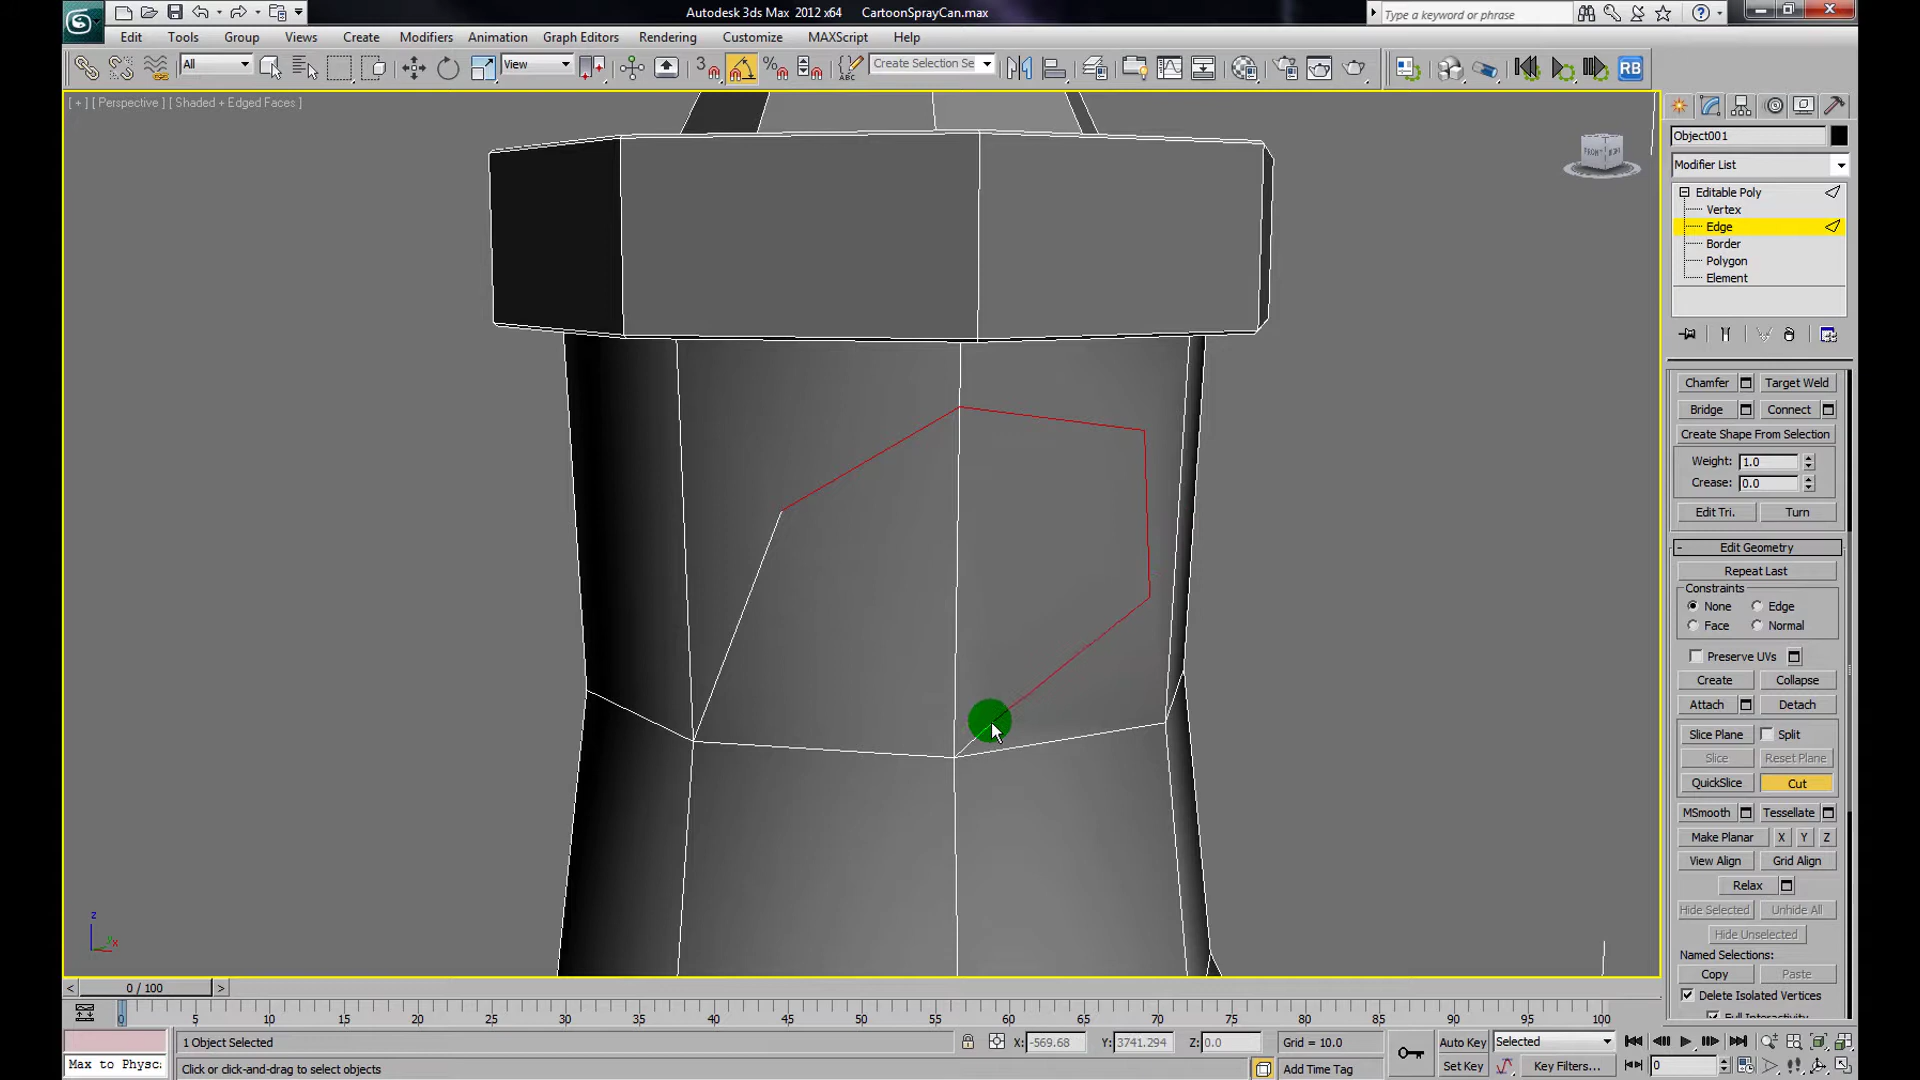 Autodesk 3ds Max 2012 x64 CartoonSprayCan.max
Type a keyword or phrase
Edit Tools Group Views Create Modifiers Animation Graph Editors Rendering Customize MAXScript Help
All View 3 Create Selection Se RB
[ + ] [ Perspective ] [ Shaded + Edged Faces ]
FRONT
Object001
Modifier List
Editable Poly
Vertex
Edge
Border
Polygon
Element
Chamfer Target Weld
Bridge Connect
Create Shape From Selection
Weight: 1.0
Crease: 0.0
Edit Tri. Turn
- Edit Geometry
Repeat Last
Constraints
None Edge
Face Normal
Preserve UVs
Create Collapse
Attach Detach
Slice Plane Split
Slice Reset Plane
QuickSlice Cut
MSmooth Tessellate
Make Planar X Y Z
View Align Grid Align
Relax
Hide Selected Unhide All
Hide Unselected
Named Selections:
Copy Paste
Delete Isolated Vertices
Full Interactivity
z
x
< 0 / 100 >
0 5 10 15 20 25 30 35 40 45 50 55 60 65 70 75 80 85 90 95 100
1 Object Selected X: -569.68 Y: 3741.294 Z: 0.0 Grid = 10.0 Auto Key Selected
Max to Physc: Click or click-and-drag to select objects Add Time Tag Set Key Key Filters... 0